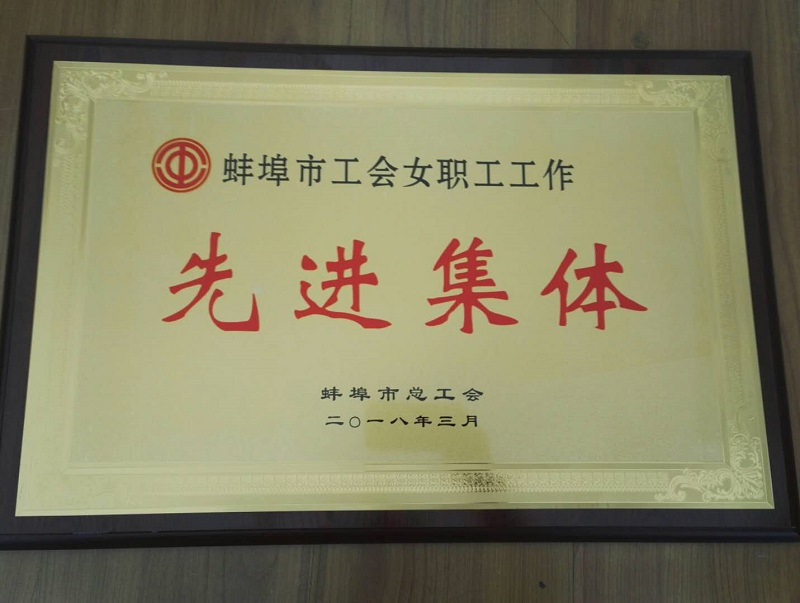 蚌埠市工会女职工工作
先进集体
蚌埠市总工会
二〇一八年三月